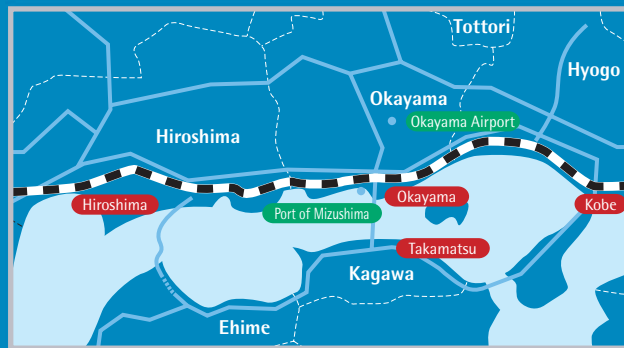 Tottori
Hyogo
Okayama
Okayama Airport
Hiroshima
Hiroshima
Okayama
Kobe
Port of Mizushima
Takamatsu
Kagawa
Ehime